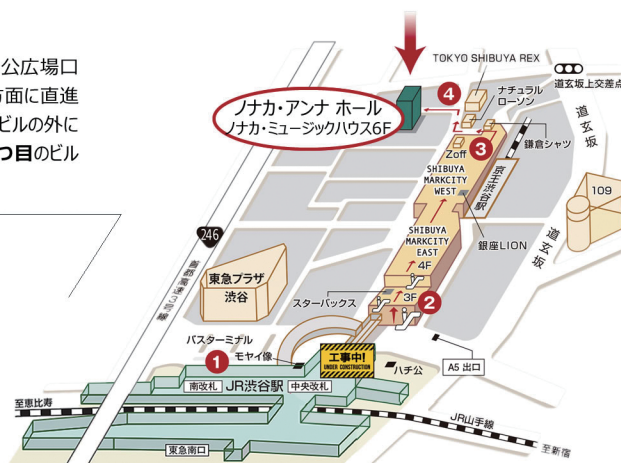 公広場口
方面に直進
ビルの外に
つ目のビル
TOKYO SHIBUYA REX
ナチュラル
ローソン
道玄坂上交差点
ノナカ・アンナ ホール
ノナカ・ミュージックハウス6F
4
3
鎌倉シャツ
Zoff
道玄坂
SHIBUYA
MARKCITY
WEST
京王渋谷駅
109
246
首都高速3号線
SHIBUYA
MARKCITY
EAST
銀座LION
道玄坂
4F
東急プラザ
渋谷
スターバックス
3F
2
バスターミナル
1
モヤイ像
工事中!
UNDER CONSTRUCTION
ハチ公
A5 出口
南改札
JR渋谷駅
中央改札
至恵比寿
JR山手線
至新宿
東急南口